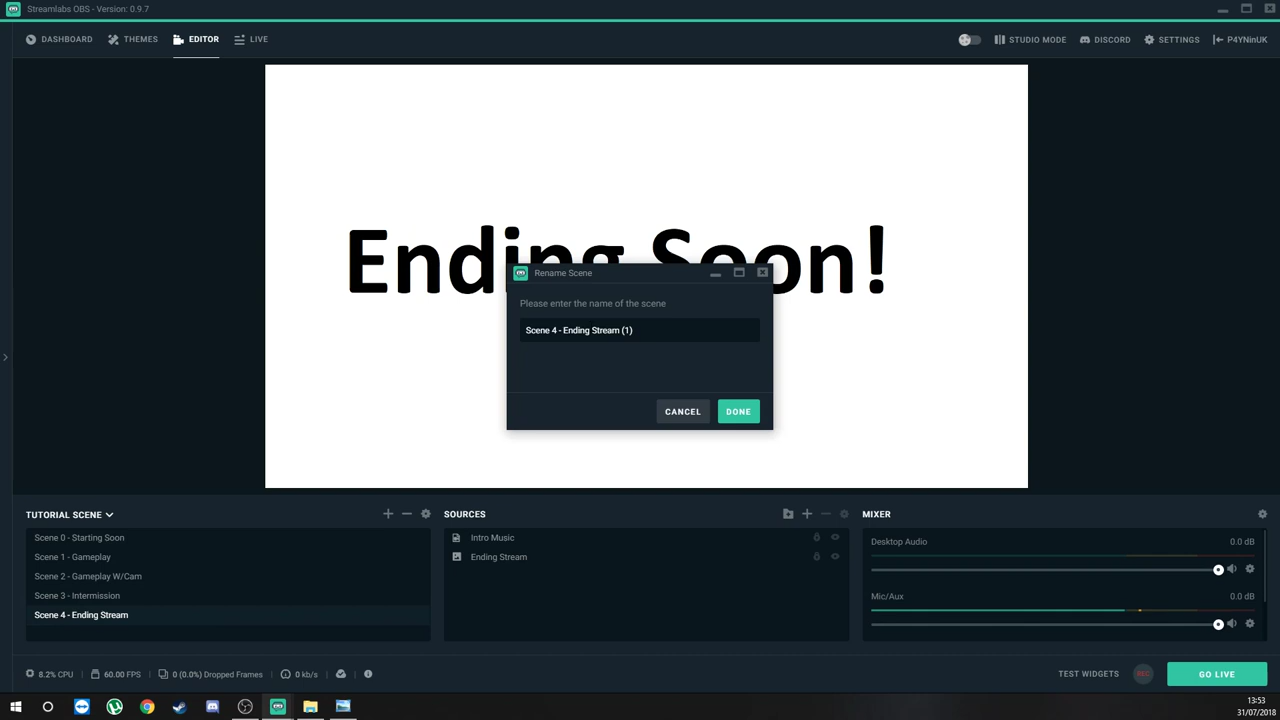 Streamlabs OBS - Version: 0.9.7
DASHBOARD
THEMES
EDITOR
LIVE
STUDIO MODE
DISCORD
SETTINGS
P4YNinUK
Ending Soon!
Rename Scene
Please enter the name of the scene
Scene 4 - Ending Stream (1)
CANCEL
DONE
TUTORIAL SCENE
Scene 0 - Starting Soon
Scene 1 - Gameplay
Scene 2 - Gameplay W/Cam
Scene 3 - Intermission
Scene 4 - Ending Stream
SOURCES
Intro Music
Ending Stream
MIXER
Desktop Audio
0.0 dB
Mic/Aux
0.0 dB
8.2% CPU
60.00 FPS
0 (0.0%) Dropped Frames
0 kb/s
TEST WIDGETS
REC
GO LIVE
13:53
31/07/2018